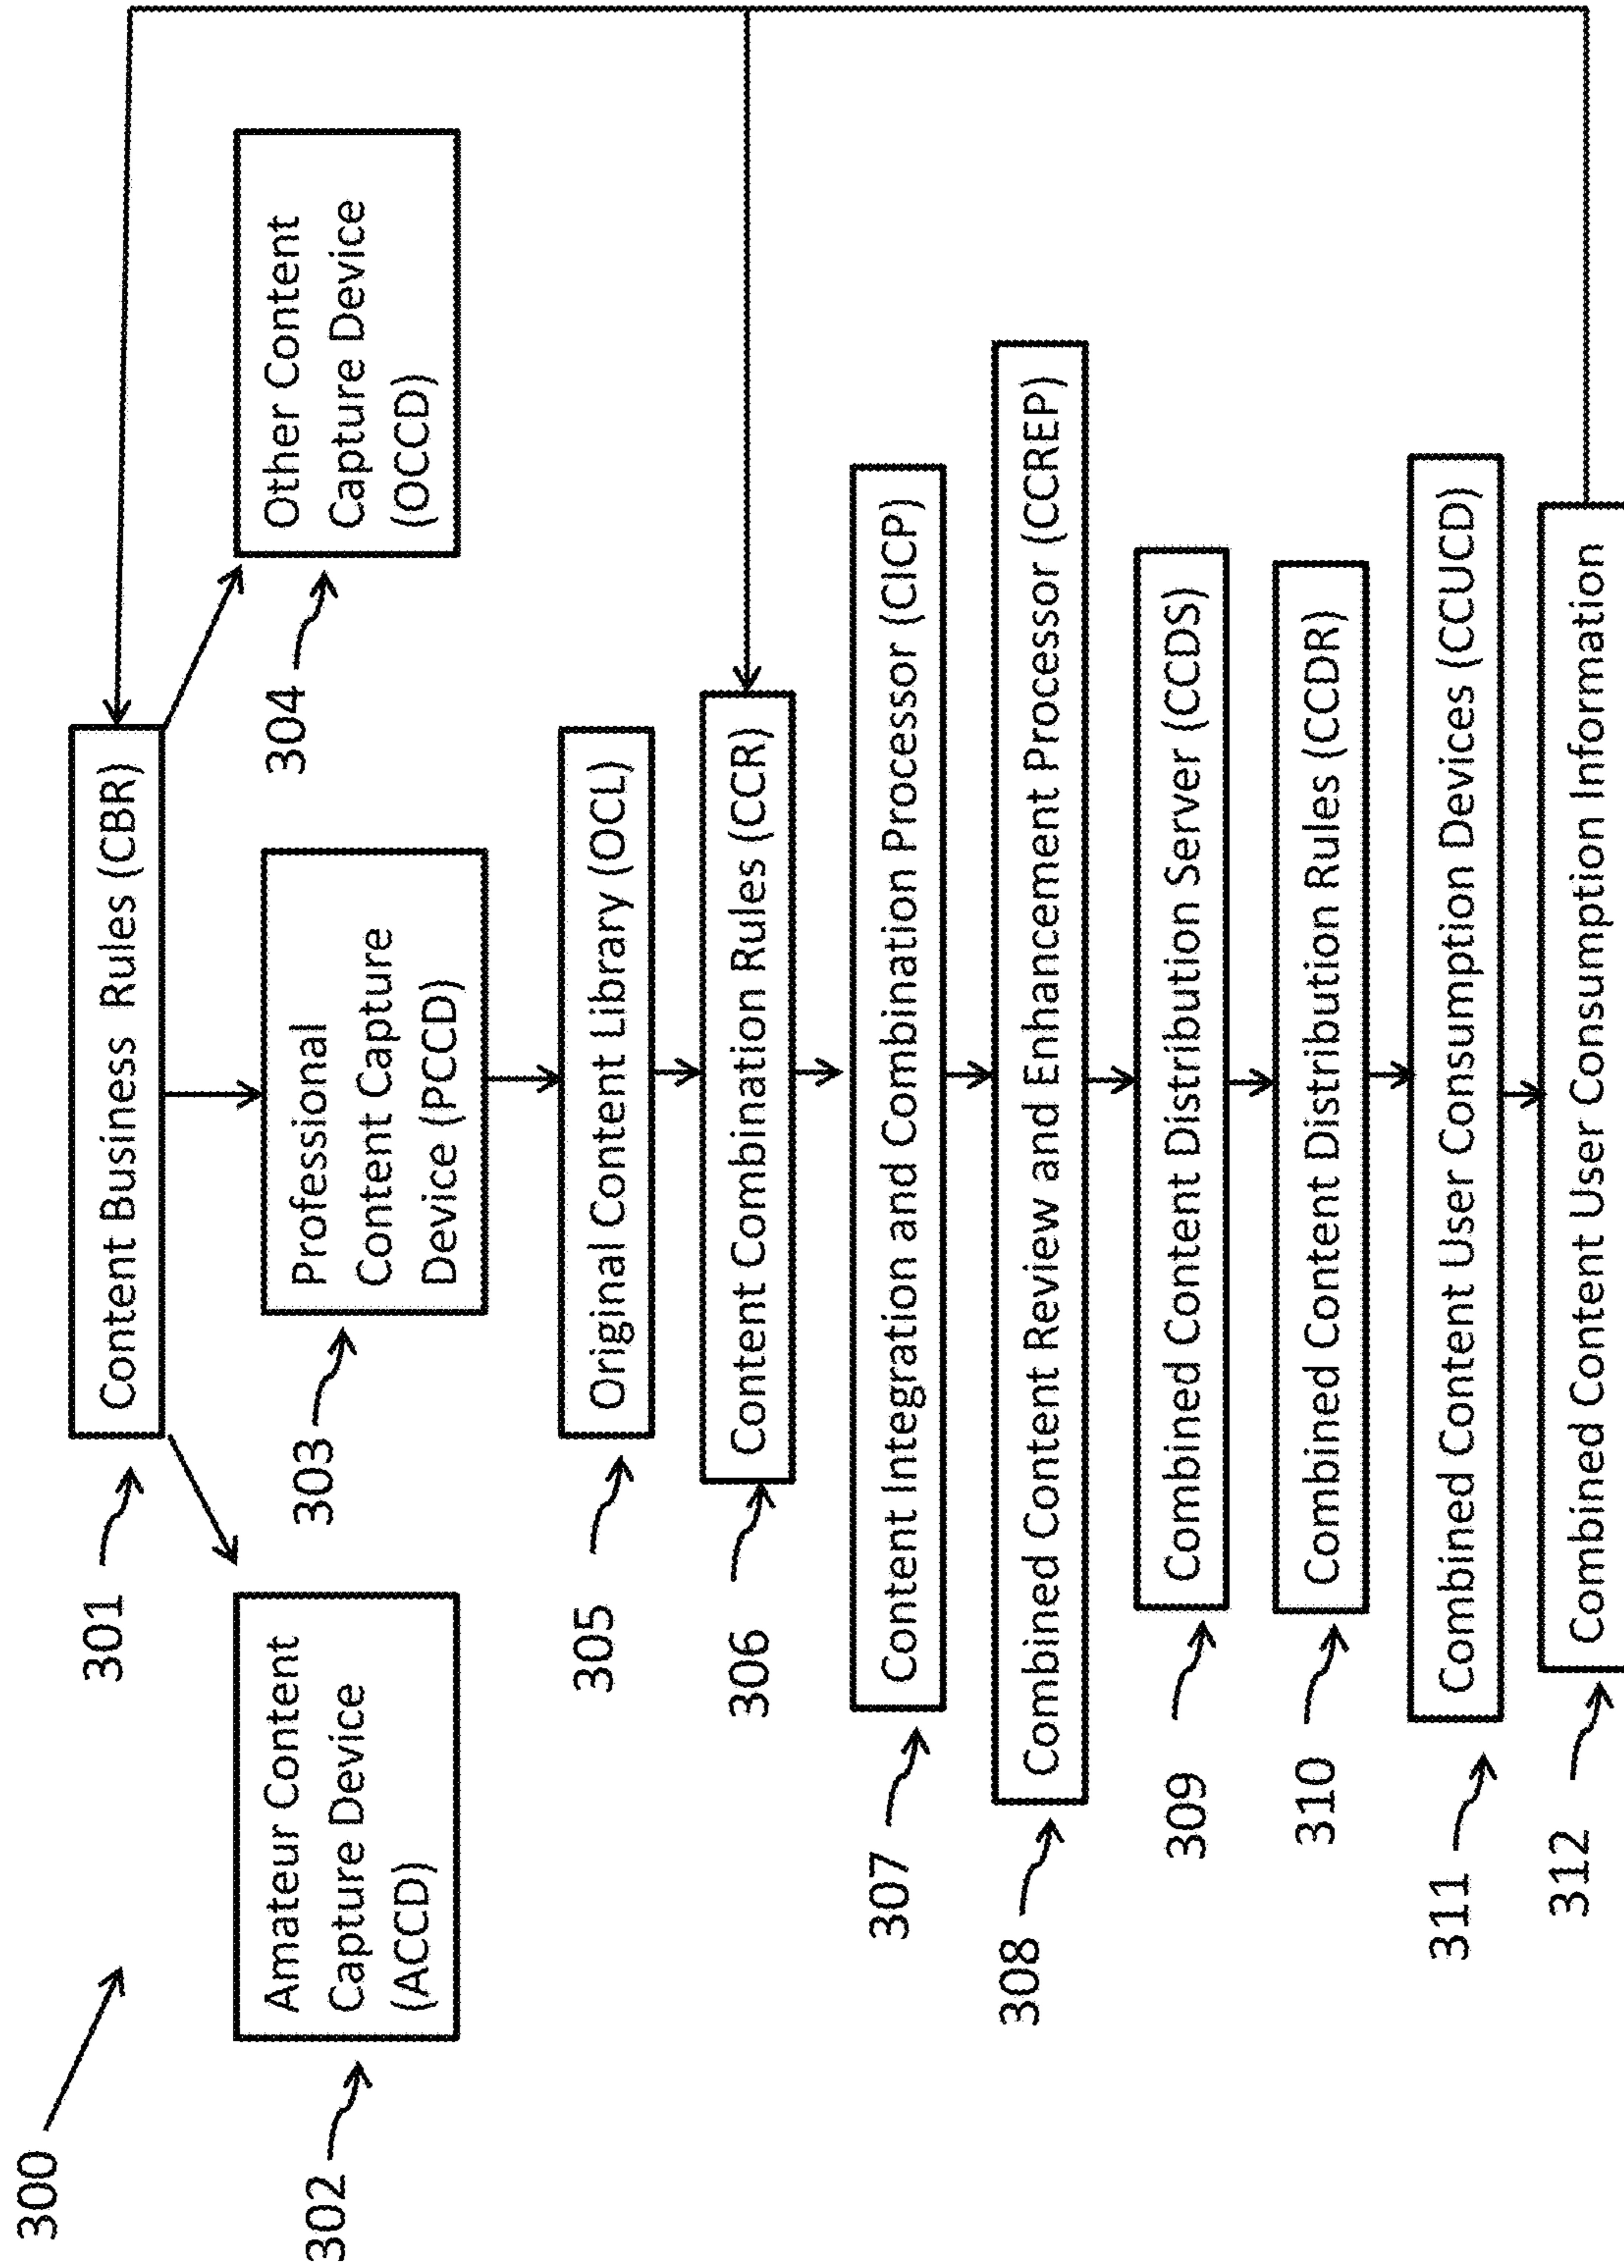 300
301
Content Business Rules (CBR)
302
Amateur Content
Capture Device
(ACCD)
303
Professional
Content Capture
Device (PCCD)
304
Other Content
Capture Device
(OCCD)
305
Original Content Library (OCL)
306
Content Combination Rules (CCR)
307
Content Integration and Combination Processor (CICP)
308
Combined Content Review and Enhancement Processor (CCREP)
309
Combined Content Distribution Server (CCDS)
310
Combined Content Distribution Rules (CCDR)
311
Combined Content User Consumption Devices (CCUCD)
312
Combined Content User Consumption Information